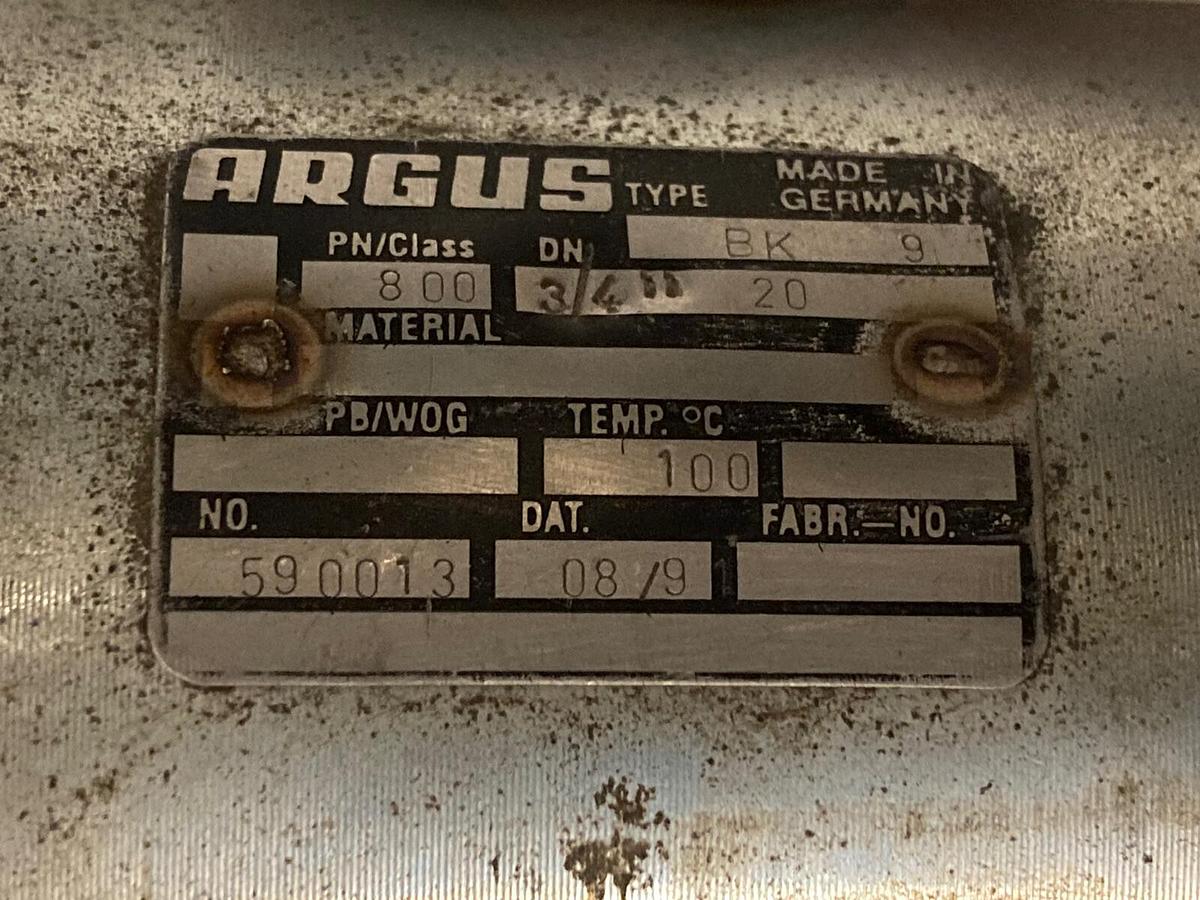 ARGUS TYPE MADE IN GERMANY
BK 9
PN/Class DN
800 3/4" 20
MATERIAL
PB/WOG TEMP. °C
100
NO. DAT. FABR.–NO.
590013 08/91